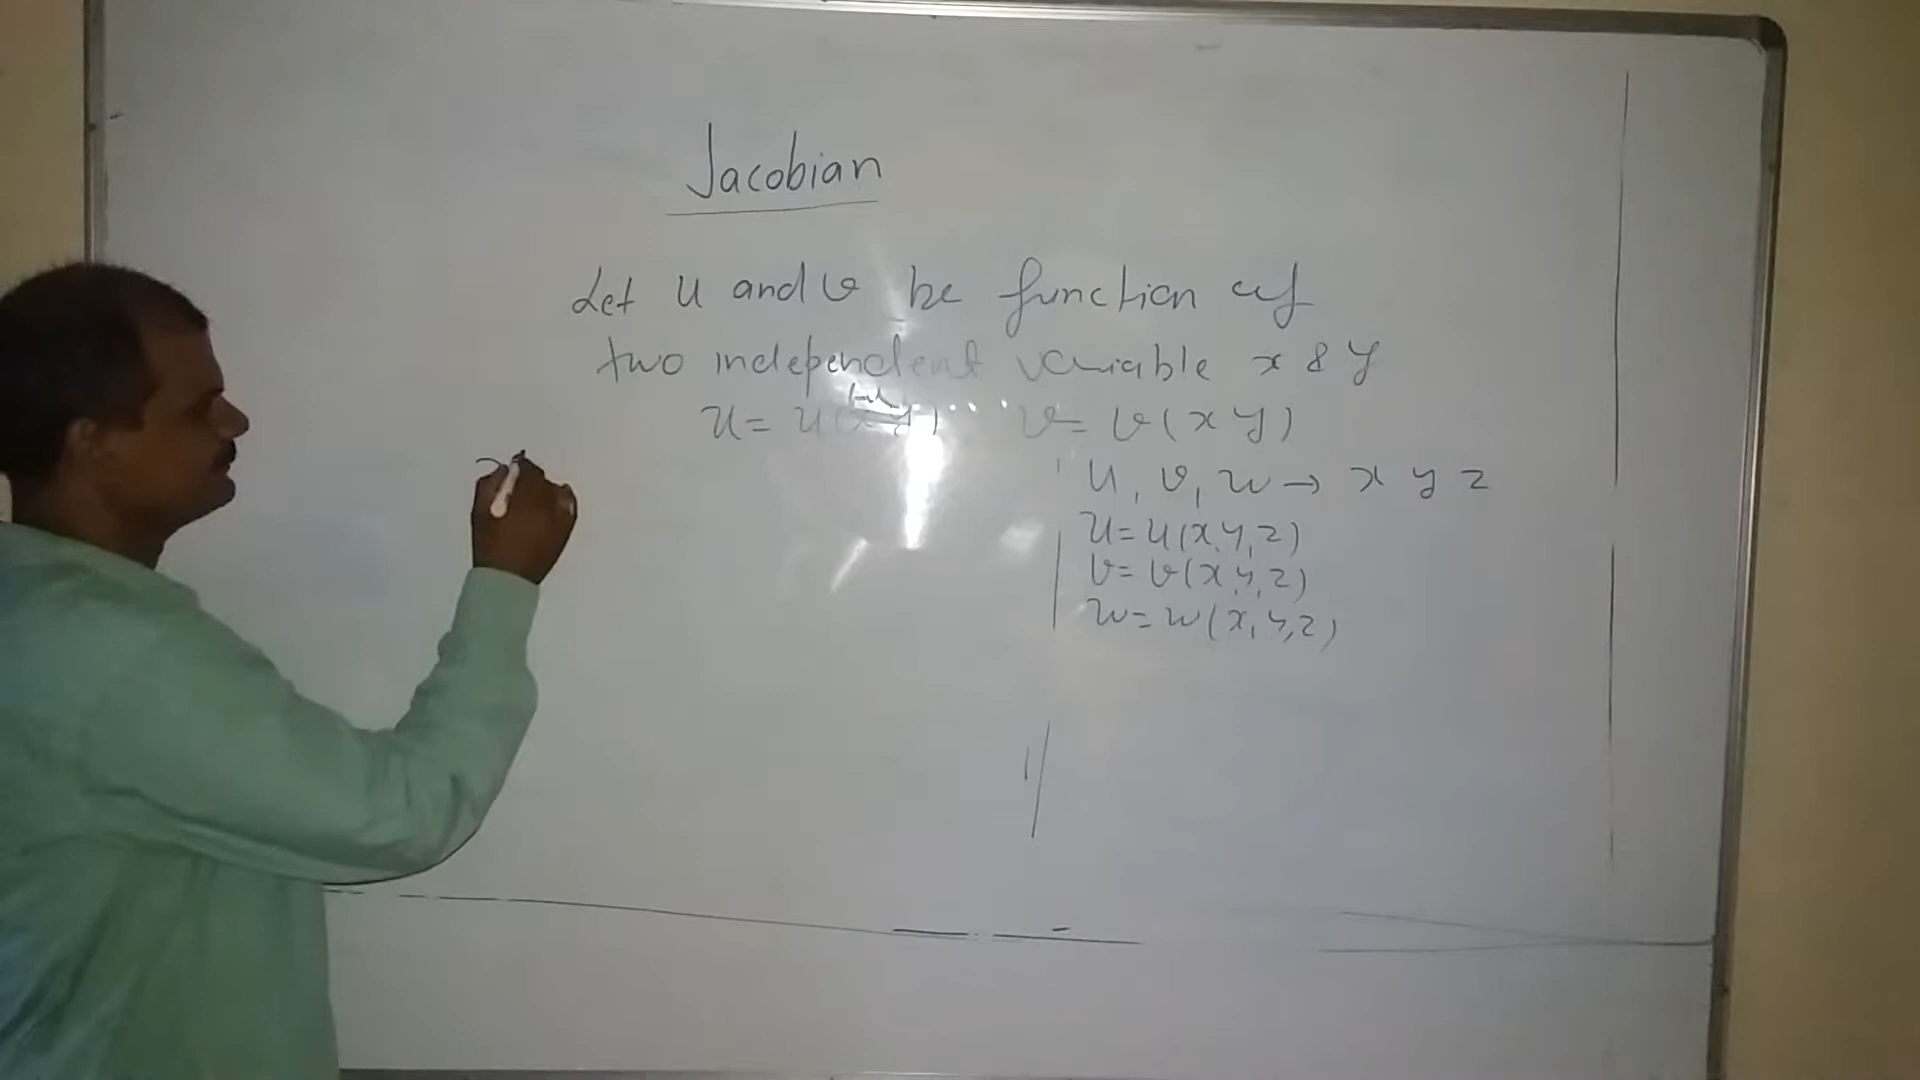 Jacobian
Let u and v be function of
two independent variable x & y
u = u(x y) v = v(x y)
u, v, w → x y z
u = u(x, y, z)
v = v(x, y, z)
w = w(x, y, z)